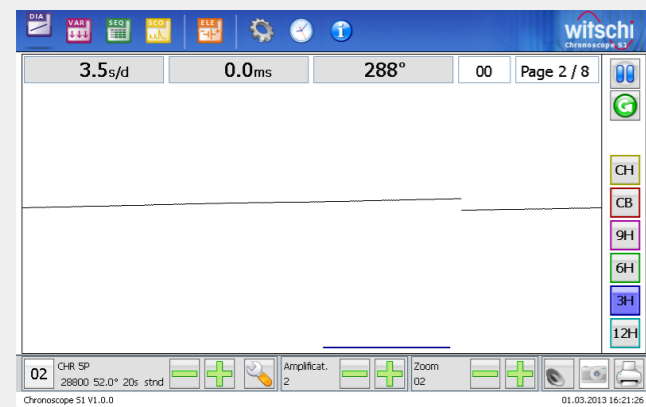 DIA VAR SEQ SCO ELE
witschi
Chronoscope S1
3.5s/d 0.0ms 288° 00 Page 2 / 8
G
CH
CB
9H
6H
3H
12H
02 CHR 5P Amplificat. Zoom
28800 52.0° 20s stnd 2 02
Chronoscope S1 V1.0.0 01.03.2013 16:21:26